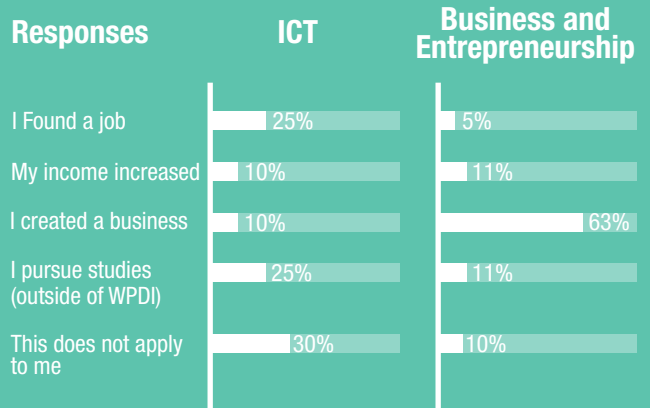 Responses
ICT
Business and
Entrepreneurship
I Found a job
25%
5%
My income increased
10%
11%
I created a business
10%
63%
I pursue studies
(outside of WPDI)
25%
11%
This does not apply
to me
30%
10%